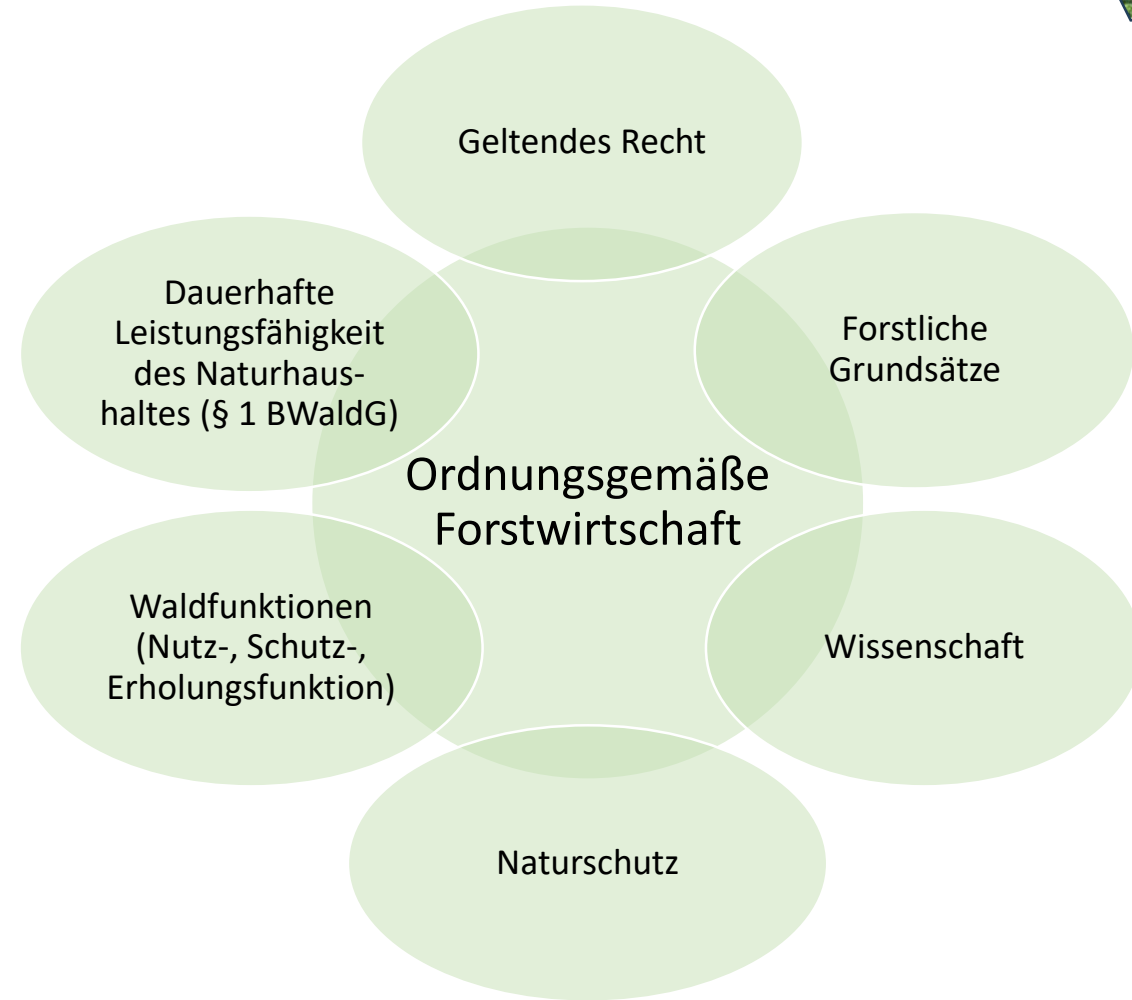 Geltendes Recht
Dauerhafte
Leistungsfähigkeit
des Naturhaus-
haltes (§ 1 BWaldG)
Forstliche
Grundsätze
Ordnungsgemäße
Forstwirtschaft
Waldfunktionen
(Nutz-, Schutz-,
Erholungsfunktion)
Wissenschaft
Naturschutz